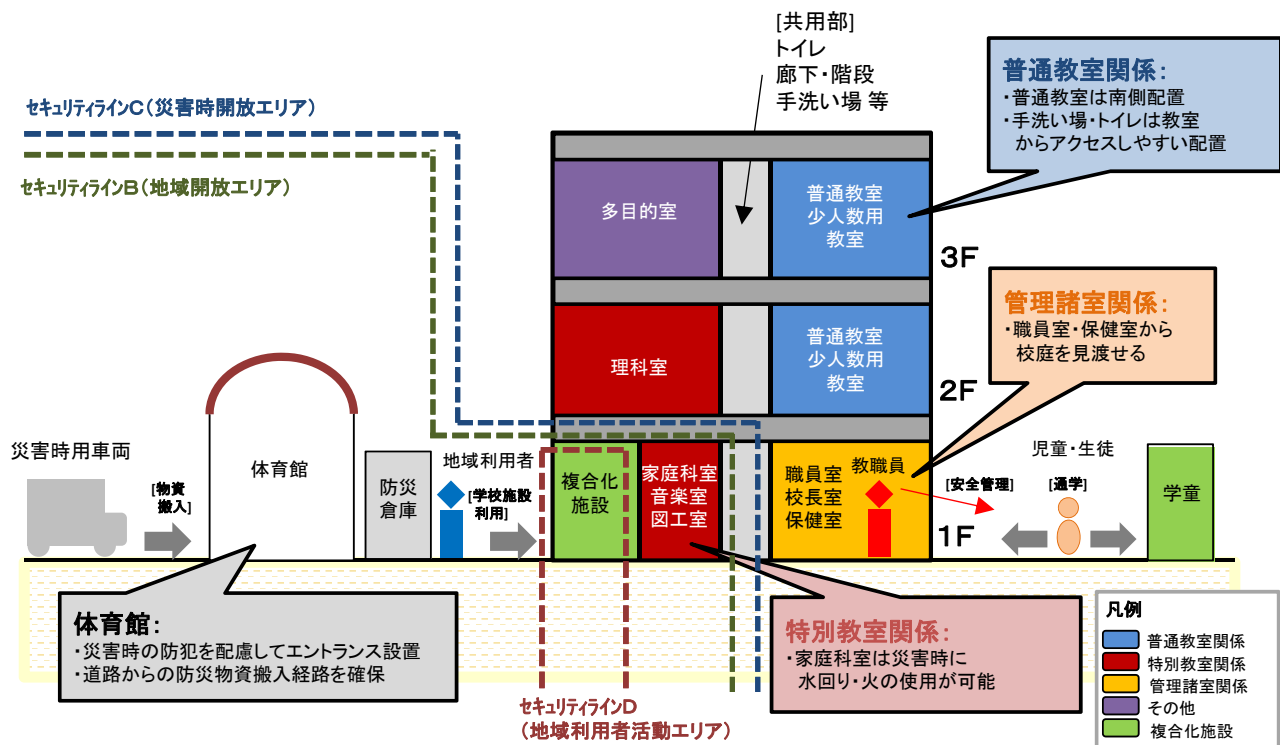 [共用部]
トイレ
廊下・階段
手洗い場 等
普通教室関係:
・普通教室は南側配置
・手洗い場・トイレは教室
からアクセスしやすい配置
セキュリティラインC(災害時開放エリア)
セキュリティラインB(地域開放エリア)
多目的室
普通教室
少人数用
教室
3F
管理諸室関係:
・職員室・保健室から
校庭を見渡せる
理科室
普通教室
少人数用
教室
2F
災害時用車両
[物資
搬入]
体育館
防災
倉庫
地域利用者
[学校施設
利用]
複合化
施設
家庭科室
音楽室
図工室
職員室
校長室
保健室
教職員
1F
[安全管理]
児童・生徒
[通学]
学童
体育館:
・災害時の防犯を配慮してエントランス設置
・道路からの防災物資搬入経路を確保
セキュリティラインD
(地域利用者活動エリア)
特別教室関係:
・家庭科室は災害時に
水回り・火の使用が可能
凡例
普通教室関係
特別教室関係
管理諸室関係
その他
複合化施設